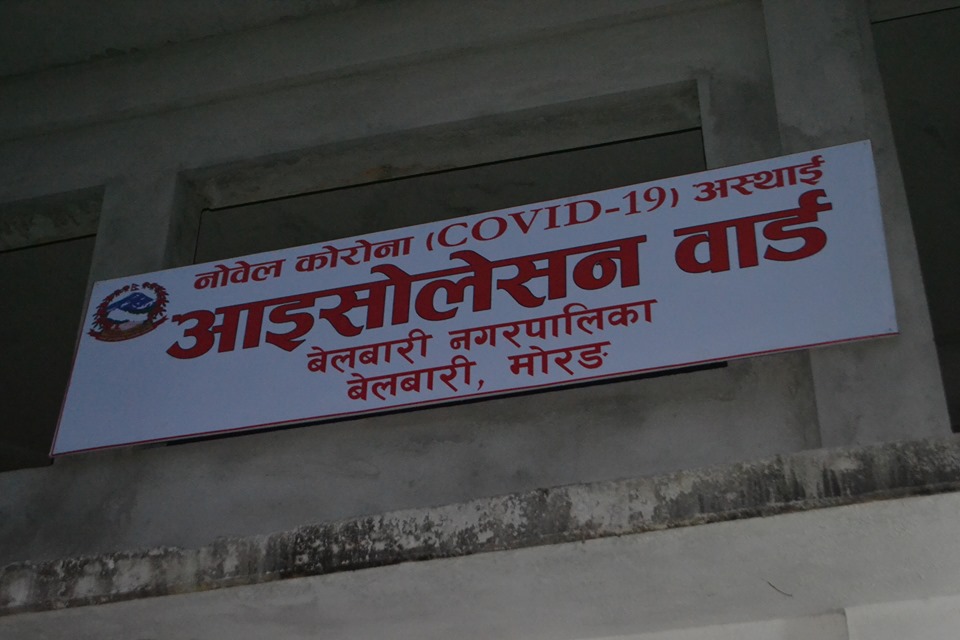 नोवेल कोरोना (COVID-19) अस्थाई
आइसोलेसन वार्ड
बेलबारी नगरपालिका
बेलबारी, मोरङ